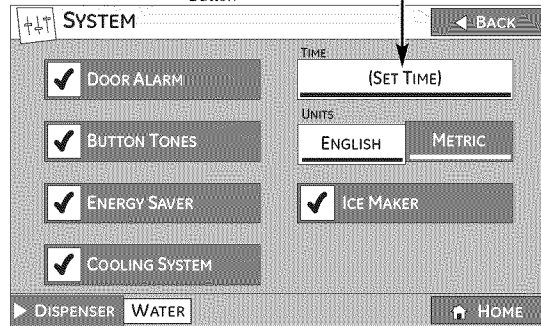 Button
SYSTEM
BACK
DOOR ALARM
BUTTON TONES
ENERGY SAVER
COOLING SYSTEM
TIME
(SET TIME)
UNITS
ENGLISH
METRIC
ICE MAKER
DISPENSER
WATER
HOME